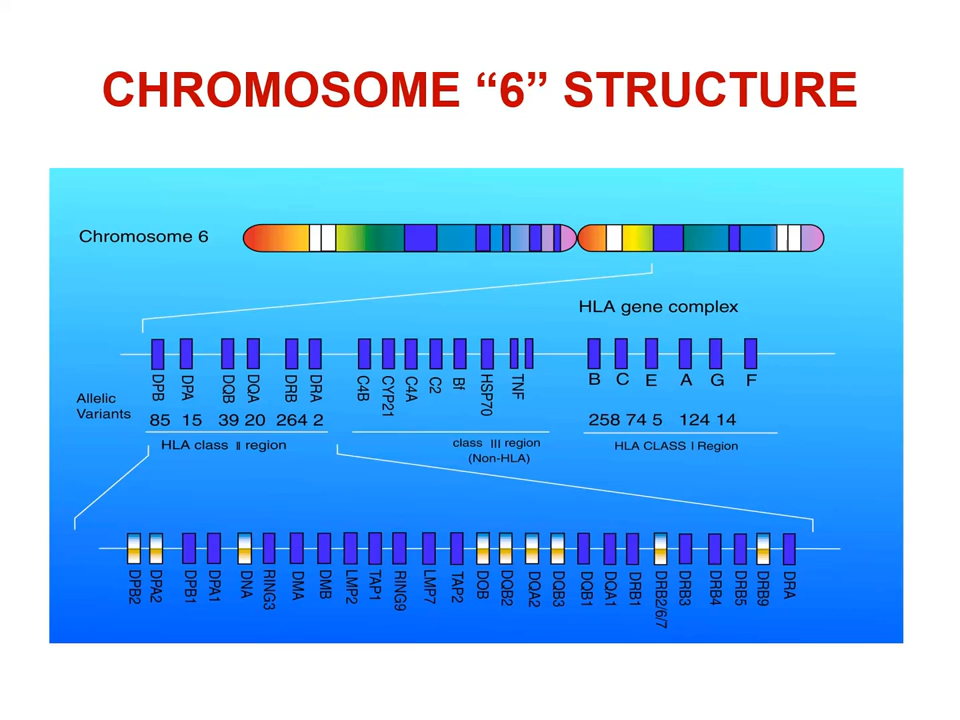 CHROMOSOME “6” STRUCTURE
Chromosome 6
HLA gene complex
DPB DPA DQB DQA DRB DRA C4B CYP21 C4A C2 Bf HSP70 TNF B C E A G F
Allelic
Variants
85 15 39 20 264 2 258 74 5 124 14
HLA class II region
class III region
(Non-HLA)
HLA CLASS I Region
DPB2 DPA2 DPB1 DPA1 DNA RING3 DMA DMB LMP2 TAP1 RING9 LMP7 TAP2 DOB DQB2 DQA2 DQB3 DQB1 DQA1 DRB1 DRB2/6/7 DRB3 DRB4 DRB5 DRB9 DRA